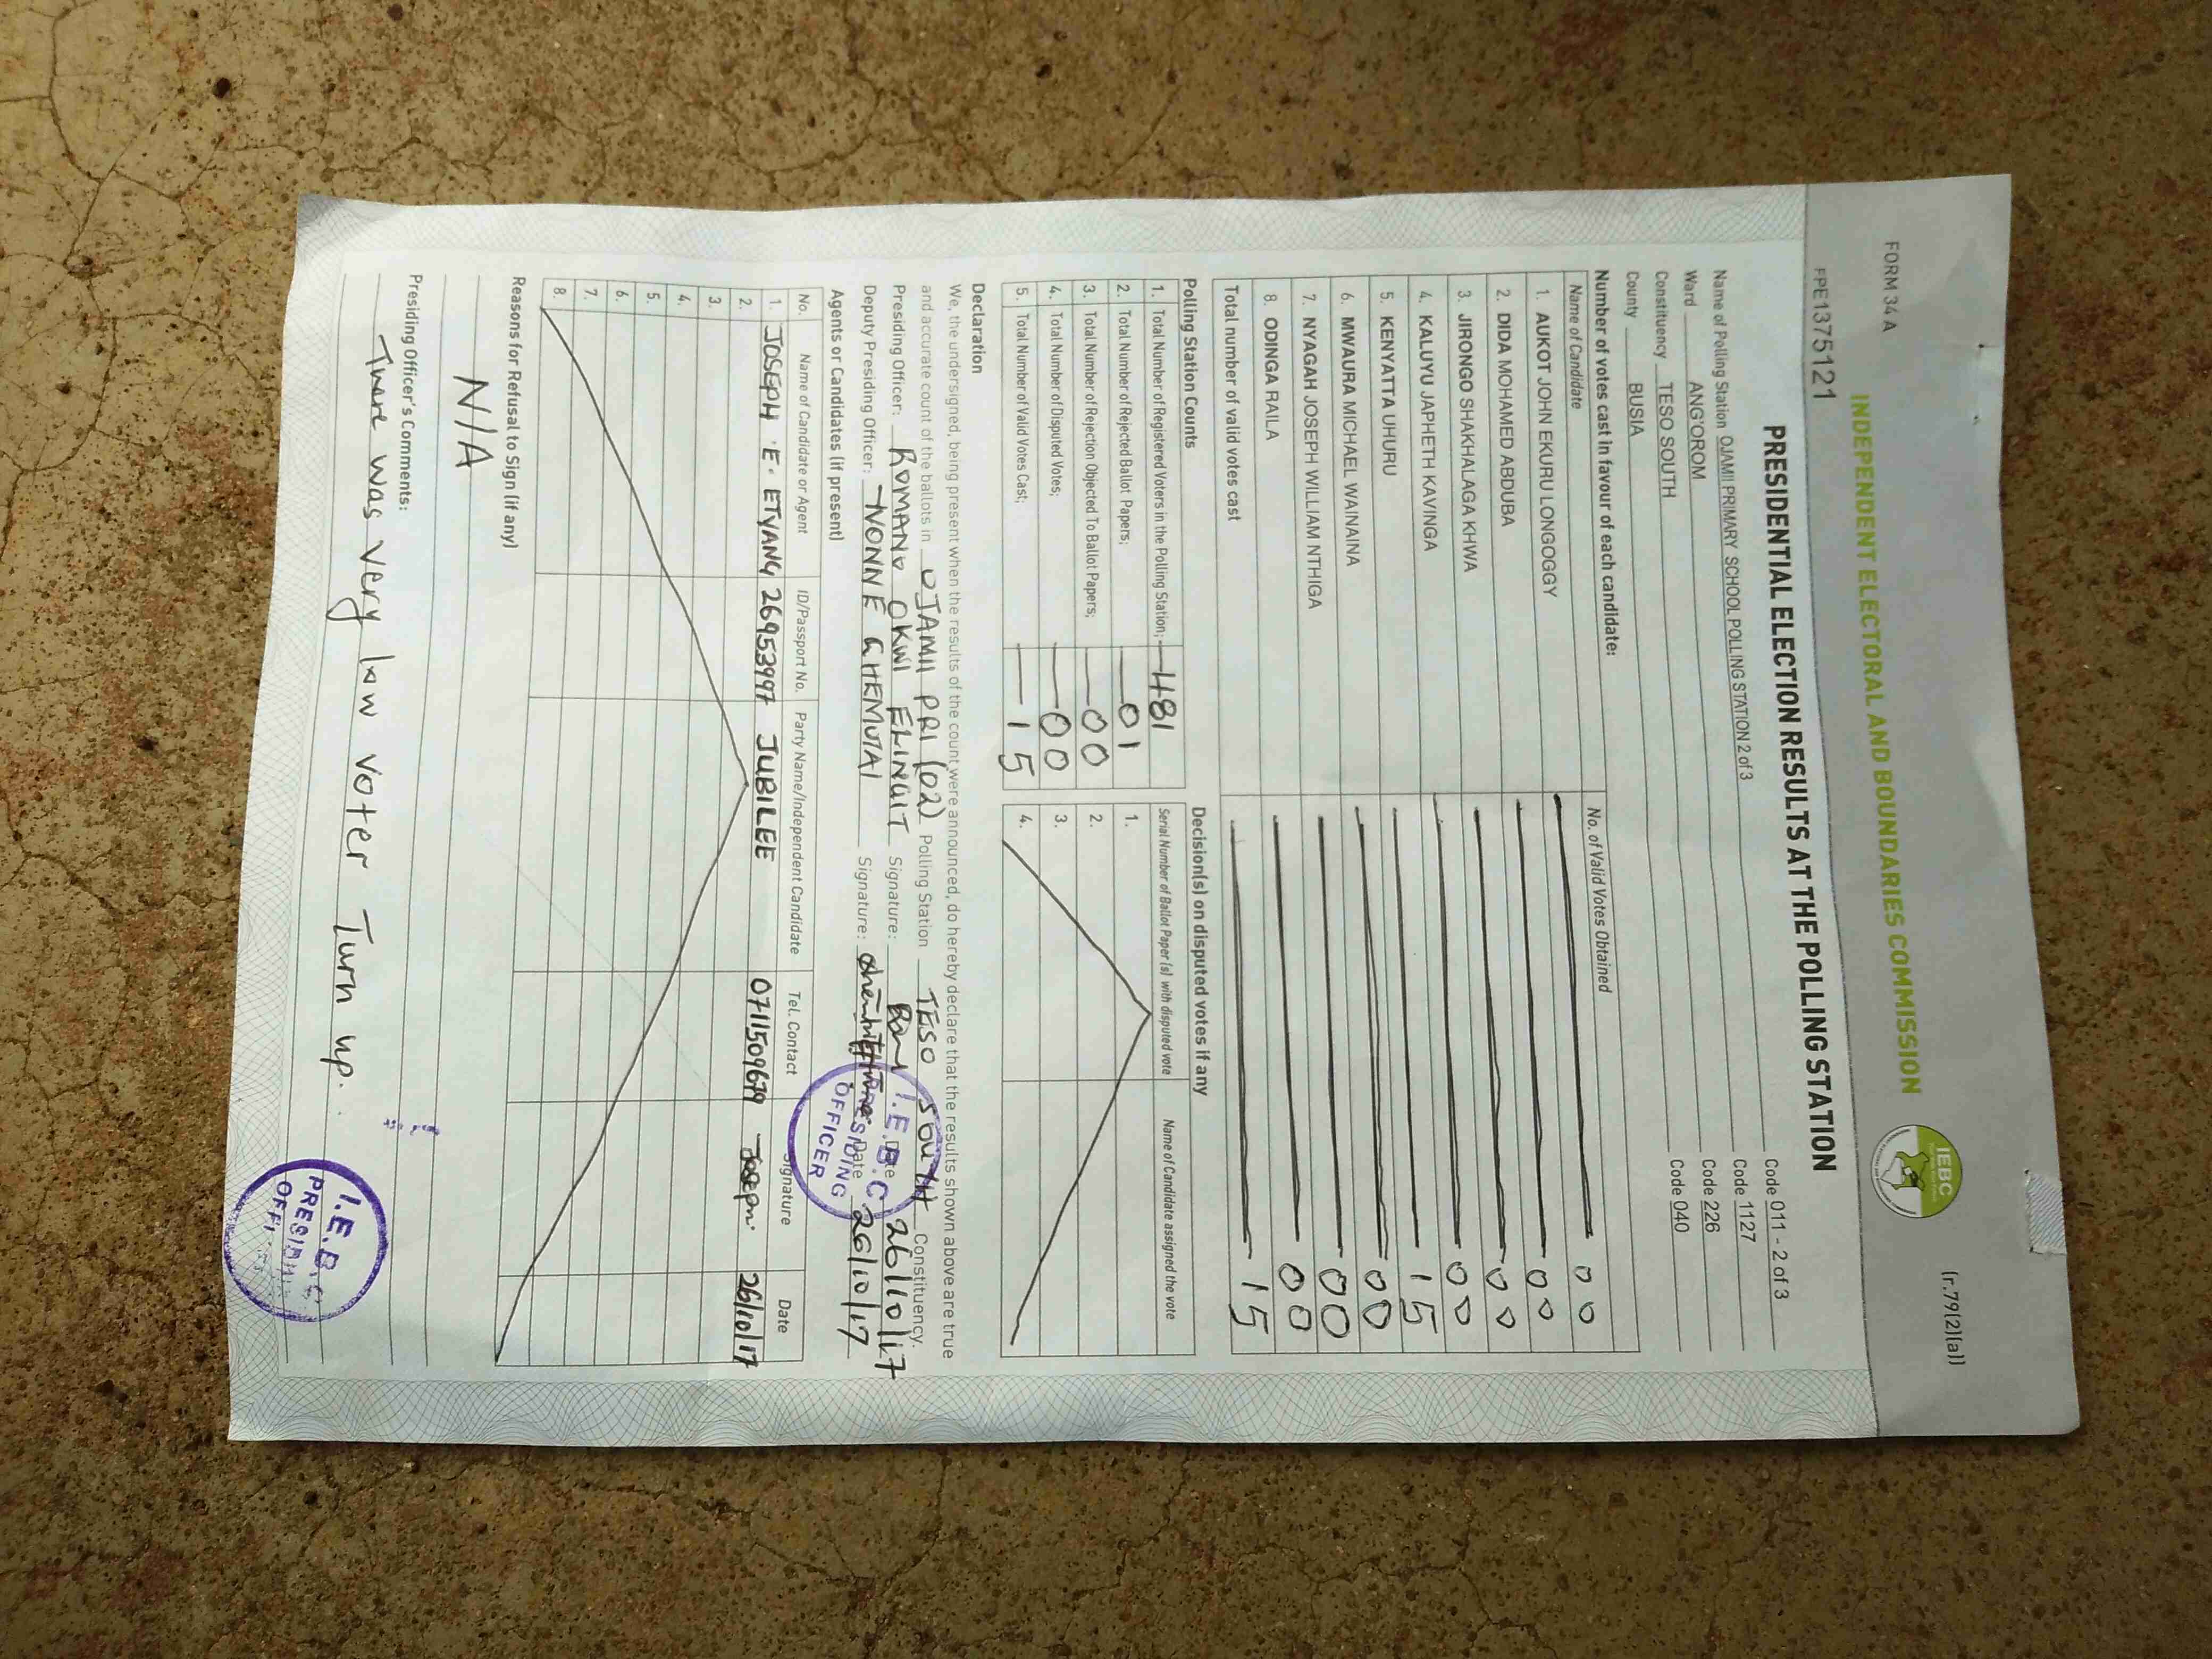 FORM 34 A
(r.79(2)(a))
INDEPENDENT ELECTORAL AND BOUNDARIES COMMISSION
IEBC
FPE1375121
PRESIDENTIAL ELECTION RESULTS AT THE POLLING STATION
Name of Polling Station OJAMII PRIMARY SCHOOL POLLING STATION 2 of 3 Code 011 - 2 of 3
Ward ANG'OROM Code 1127
Constituency TESO SOUTH Code 226
County BUSIA Code 040
Number of votes cast in favour of each candidate:
Name of Candidate No. of Valid Votes Obtained
1. AUKOT JOHN EKURU LONGOGGY 00
2. DIDA MOHAMED ABDUBA 00
3. JIRONGO SHAKHALAGA KHWA 00
4. KALUYU JAPHETH KAVINGA 00
5. KENYATTA UHURU 15
6. MWAURA MICHAEL WAINAINA 00
7. NYAGAH JOSEPH WILLIAM NTHIGA 00
8. ODINGA RAILA 00
Total number of valid votes cast 15
Polling Station Counts Decision(s) on disputed votes if any
Serial Number of Ballot Paper(s) with disputed vote Name of Candidate assigned the vote
1. Total Number of Registered Voters in the Polling Station; 481
2. Total Number of Rejected Ballot Papers; 01
3. Total Number of Rejection Objected To Ballot Papers; 00
4. Total Number of Disputed Votes; 00
5. Total Number of Valid Votes Cast; 15
1.
2.
3.
4.
Declaration
We, the undersigned, being present when the results of the count were announced, do hereby declare that the results shown above are true
and accurate count of the ballots in OJAMII PRI (02) Polling Station TESO SOUTH Constituency.
Presiding Officer: ROMANO OKWI ELINGIT Signature: Date 26/10/17
Deputy Presiding Officer: IVONNE CHEMUTAI Signature: Date 26/10/17
I.E.B.C
PRESIDING
OFFICER
Agents or Candidates (if present)
No. Name of Candidate or Agent ID/Passport No. Party Name/Independent Candidate Tel. Contact Signature Date
1. JOSEPH E. ETYANG 26953997 JUBILEE 0711509679 Joseph. 26/10/17
2.
3.
4.
5.
6.
7.
8.
Reasons for Refusal to Sign (if any)
N/A
Presiding Officer's Comments:
There was very low voter Turn up.
I.E.B.C
PRESIDING